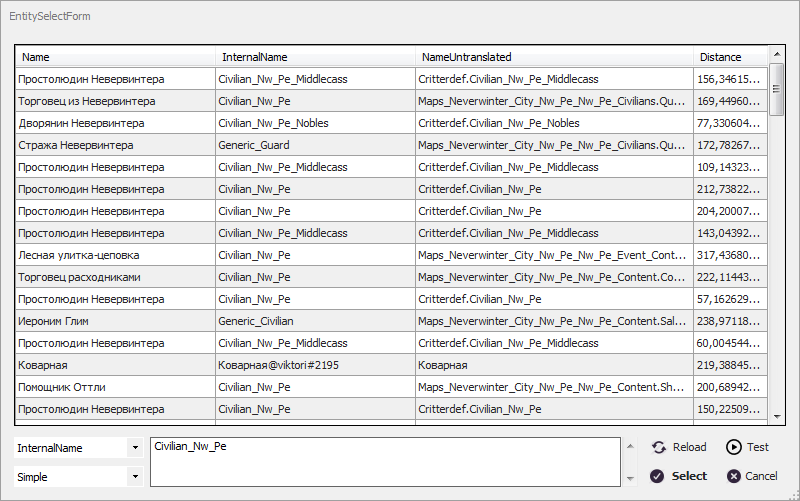 EntitySelectForm
Name InternalName NameUntranslated Distance
Простолюдин Невервинтера Civilian_Nw_Pe_Middlecass Critterdef.Civilian_Nw_Pe_Middlecass 156,34615...
Торговец из Невервинтера Civilian_Nw_Pe Maps_Neverwinter_City_Nw_Pe_Nw_Pe_Civilians.Qu... 169,44960...
Дворянин Невервинтера Civilian_Nw_Pe_Nobles Critterdef.Civilian_Nw_Pe_Nobles 77,330604...
Стража Невервинтера Generic_Guard Maps_Neverwinter_City_Nw_Pe_Nw_Pe_Civilians.Qu... 172,78267...
Простолюдин Невервинтера Civilian_Nw_Pe_Middlecass Critterdef.Civilian_Nw_Pe_Middlecass 109,14323...
Простолюдин Невервинтера Civilian_Nw_Pe Critterdef.Civilian_Nw_Pe 212,73822...
Простолюдин Невервинтера Civilian_Nw_Pe Critterdef.Civilian_Nw_Pe 204,20007...
Простолюдин Невервинтера Civilian_Nw_Pe_Middlecass Critterdef.Civilian_Nw_Pe_Middlecass 143,04392...
Лесная улитка-цеповка Civilian_Nw_Pe Maps_Neverwinter_City_Nw_Pe_Nw_Pe_Event_Cont... 317,43680...
Торговец расходниками Civilian_Nw_Pe Maps_Neverwinter_City_Nw_Pe_Nw_Pe_Content.Co... 222,11443...
Простолюдин Невервинтера Civilian_Nw_Pe Critterdef.Civilian_Nw_Pe 57,162629...
Иероним Глим Generic_Civilian Maps_Neverwinter_City_Nw_Pe_Nw_Pe_Content.Sal... 238,97118...
Простолюдин Невервинтера Civilian_Nw_Pe_Middlecass Critterdef.Civilian_Nw_Pe_Middlecass 60,004544...
Коварная Коварная@viktori#2195 Коварная 219,38845...
Помощник Оттли Civilian_Nw_Pe Maps_Neverwinter_City_Nw_Pe_Nw_Pe_Content.Sh... 200,68942...
Простолюдин Невервинтера Civilian_Nw_Pe Critterdef.Civilian_Nw_Pe 150,22509...
InternalName Civilian_Nw_Pe Reload Test
Simple Select Cancel